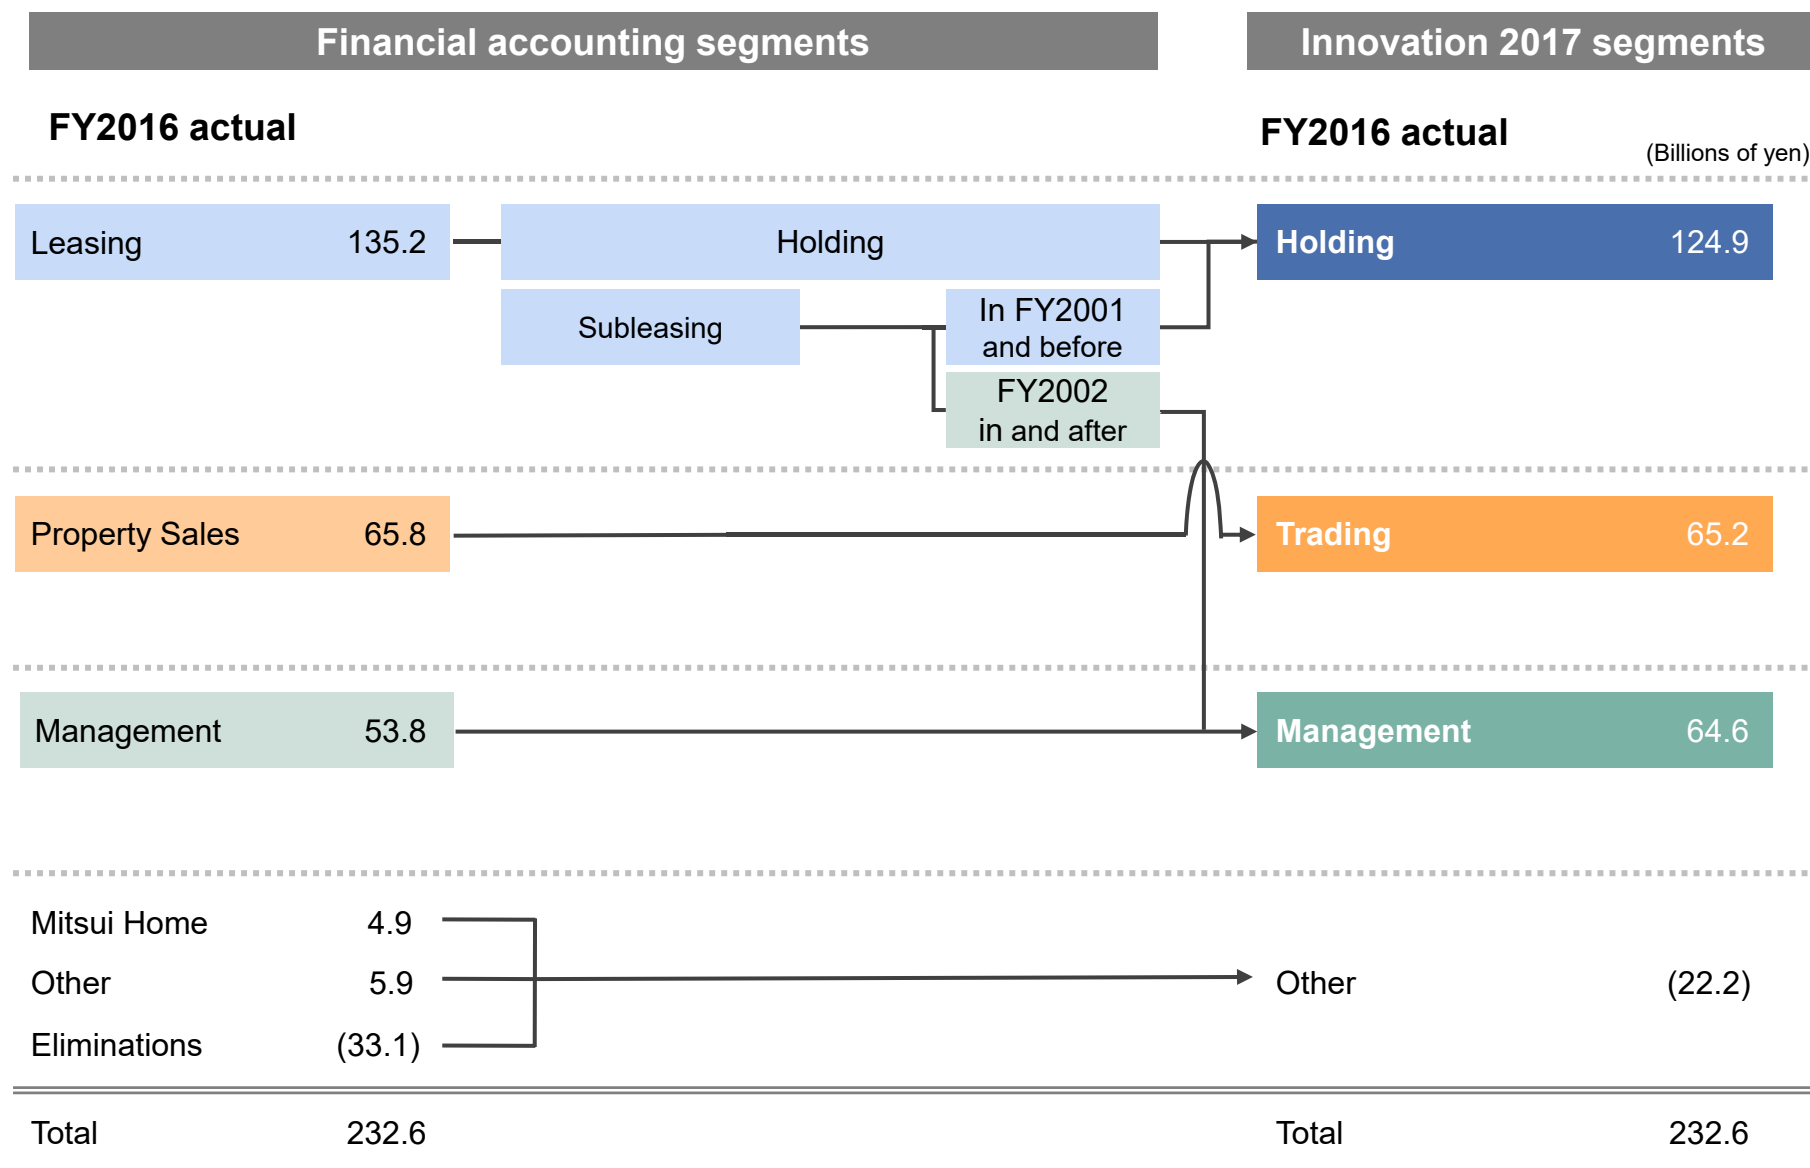 Financial accounting segments
Innovation 2017 segments
FY2016 actual
FY2016 actual
(Billions of yen)
Leasing 135.2
Holding
Holding 124.9
Subleasing
In FY2001
and before
FY2002
in and after
Property Sales 65.8
Trading 65.2
Management 53.8
Management 64.6
Mitsui Home 4.9
Other 5.9
Other (22.2)
Eliminations (33.1)
Total 232.6
Total 232.6